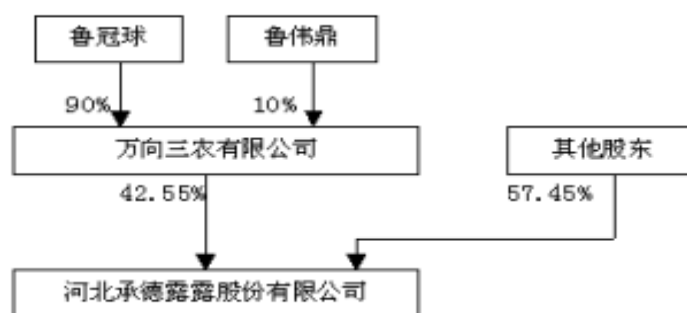 鲁冠球 鲁伟鼎
90% 10%
万向三农有限公司 其他股东
42.55% 57.45%
河北承德露露股份有限公司